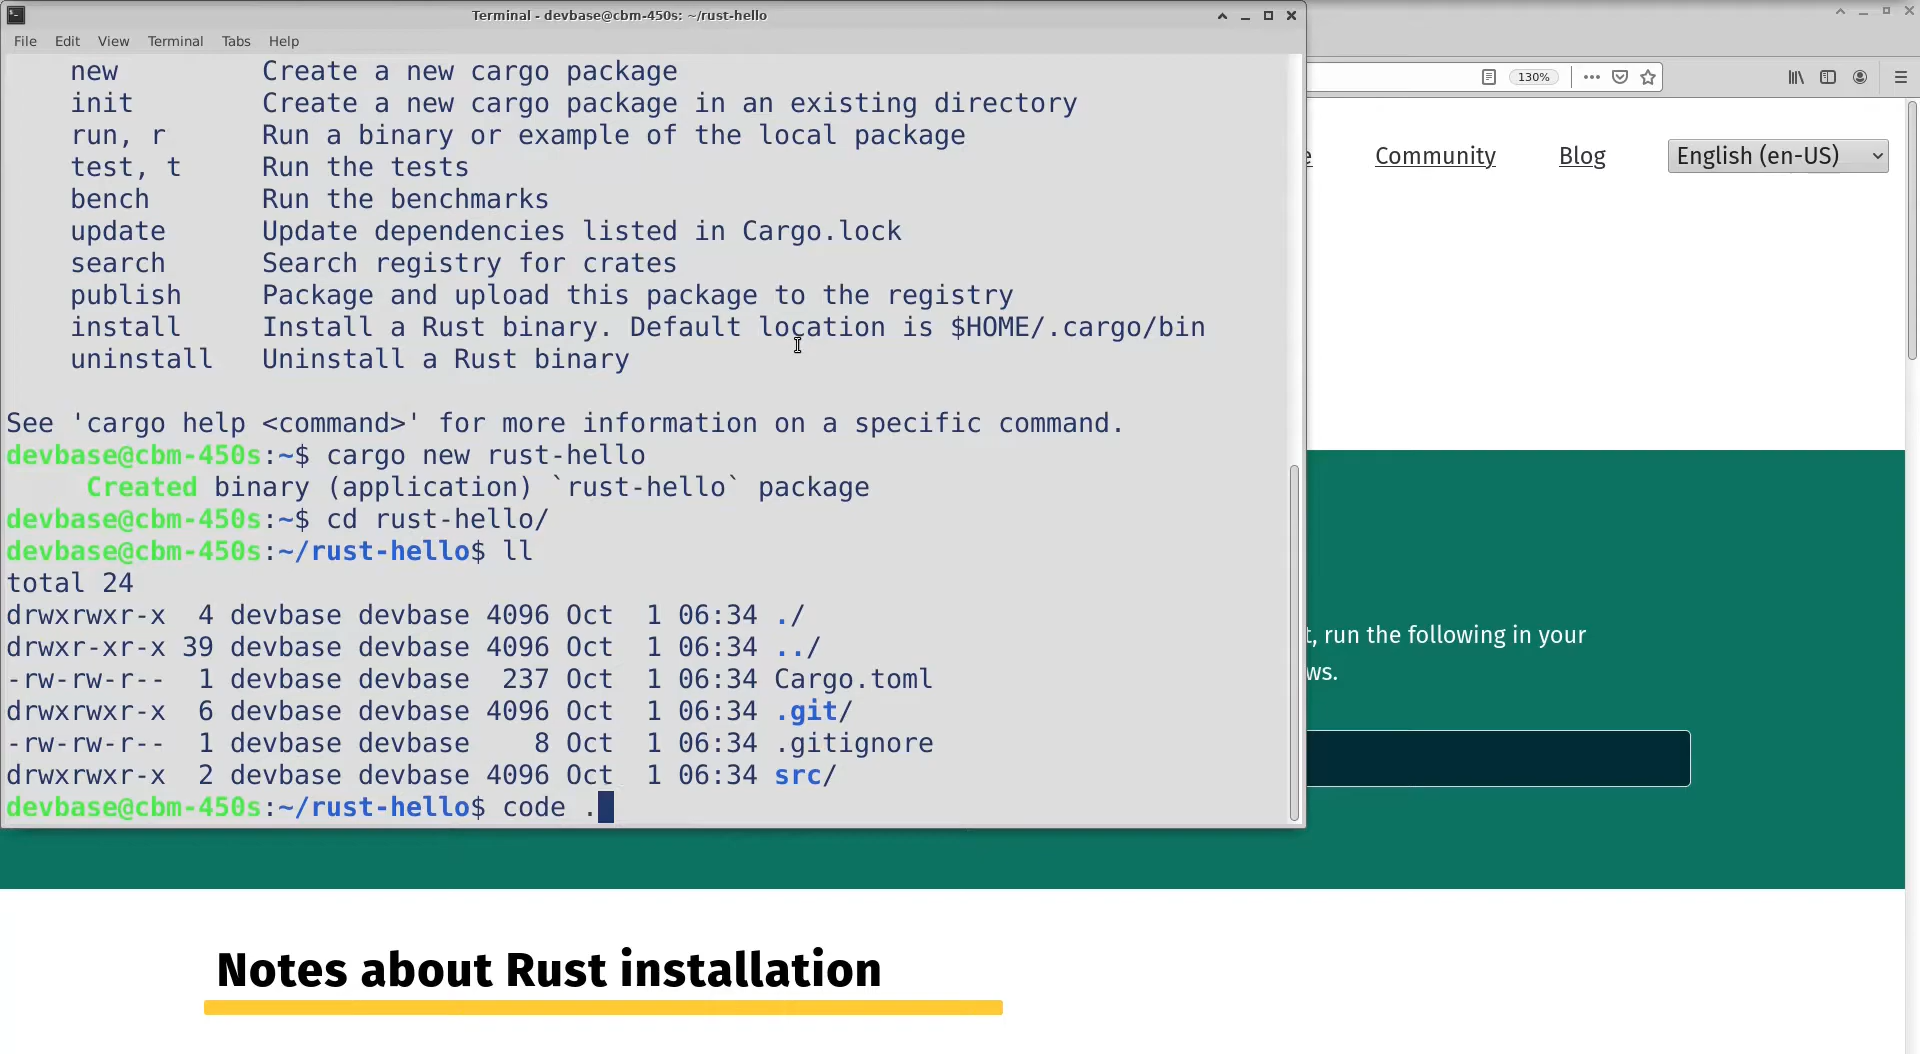 Terminal - devbase@cbm-450s: ~/rust-hello
File Edit View Terminal Tabs Help
new Create a new cargo package
init Create a new cargo package in an existing directory
run, r Run a binary or example of the local package
test, t Run the tests
bench Run the benchmarks
update Update dependencies listed in Cargo.lock
search Search registry for crates
publish Package and upload this package to the registry
install Install a Rust binary. Default location is $HOME/.cargo/bin
uninstall Uninstall a Rust binary
See 'cargo help <command>' for more information on a specific command.
devbase@cbm-450s:~$ cargo new rust-hello
Created binary (application) `rust-hello` package
devbase@cbm-450s:~$ cd rust-hello/
devbase@cbm-450s:~/rust-hello$ ll
total 24
drwxrwxr-x 4 devbase devbase 4096 Oct 1 06:34 ./
drwxr-xr-x 39 devbase devbase 4096 Oct 1 06:34 ../
-rw-rw-r-- 1 devbase devbase 237 Oct 1 06:34 Cargo.toml
drwxrwxr-x 6 devbase devbase 4096 Oct 1 06:34 .git/
-rw-rw-r-- 1 devbase devbase 8 Oct 1 06:34 .gitignore
drwxrwxr-x 2 devbase devbase 4096 Oct 1 06:34 src/
devbase@cbm-450s:~/rust-hello$ code .
130%
Community Blog English (en-US)
, run the following in your
ws.
Notes about Rust installation